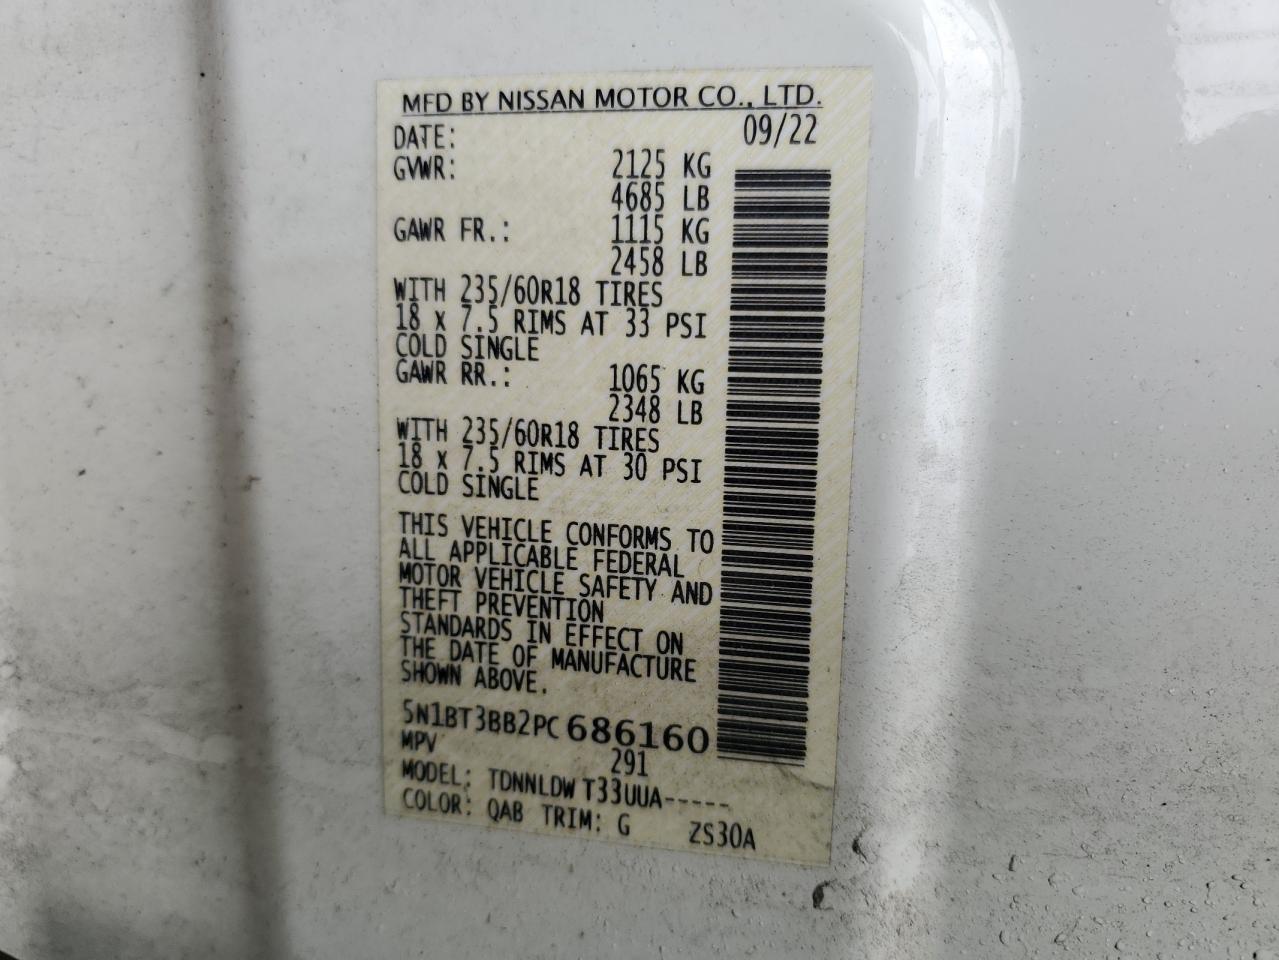 MFD BY NISSAN MOTOR CO., LTD.
DATE: 09/22
GVWR: 2125 KG
4685 LB
GAWR FR.: 1115 KG
2458 LB
WITH 235/60R18 TIRES
18 x 7.5 RIMS AT 33 PSI
COLD SINGLE
GAWR RR.: 1065 KG
2348 LB
WITH 235/60R18 TIRES
18 x 7.5 RIMS AT 30 PSI
COLD SINGLE
THIS VEHICLE CONFORMS TO
ALL APPLICABLE FEDERAL
MOTOR VEHICLE SAFETY AND
THEFT PREVENTION
STANDARDS IN EFFECT ON
THE DATE OF MANUFACTURE
SHOWN ABOVE.
5N1BT3BB2PC686160
MPV 291
MODEL: TDNNLDW T33UUA-----
COLOR: QAB TRIM: G ZS30A